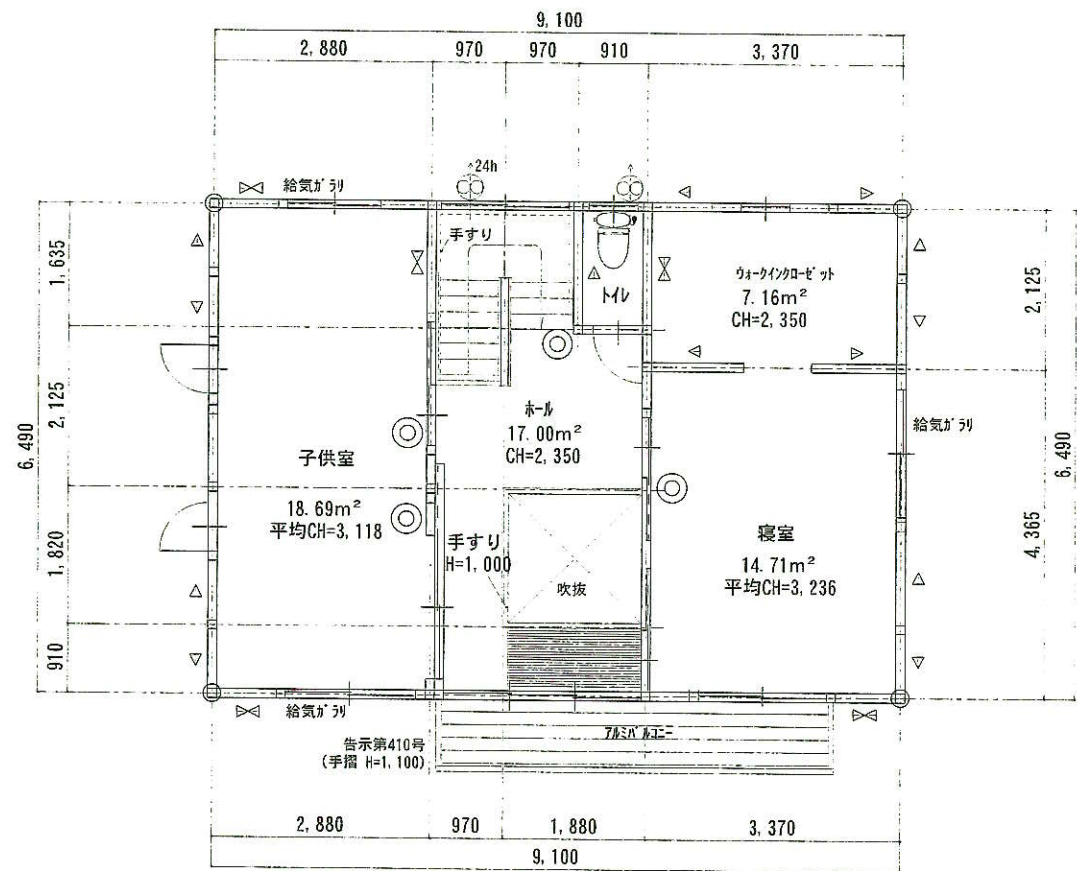 9,100
2,880 970 970 910 3,370
24h
給気ガラリ
手すり
トイレ
ウォークインクローゼット
7.16m²
CH=2,350
1,635
2,125
1,820
910
6,490
2,125
4,365
6,490
ホール
17.00m²
CH=2,350
給気ガラリ
子供室
18.69m²
平均CH=3,118
手すり
H=1,000
吹抜
寝室
14.71m²
平均CH=3,236
給気ガラリ
アルミバルコニー
告示第410号
(手摺 H=1,100)
2,880 970 1,880 3,370
9,100